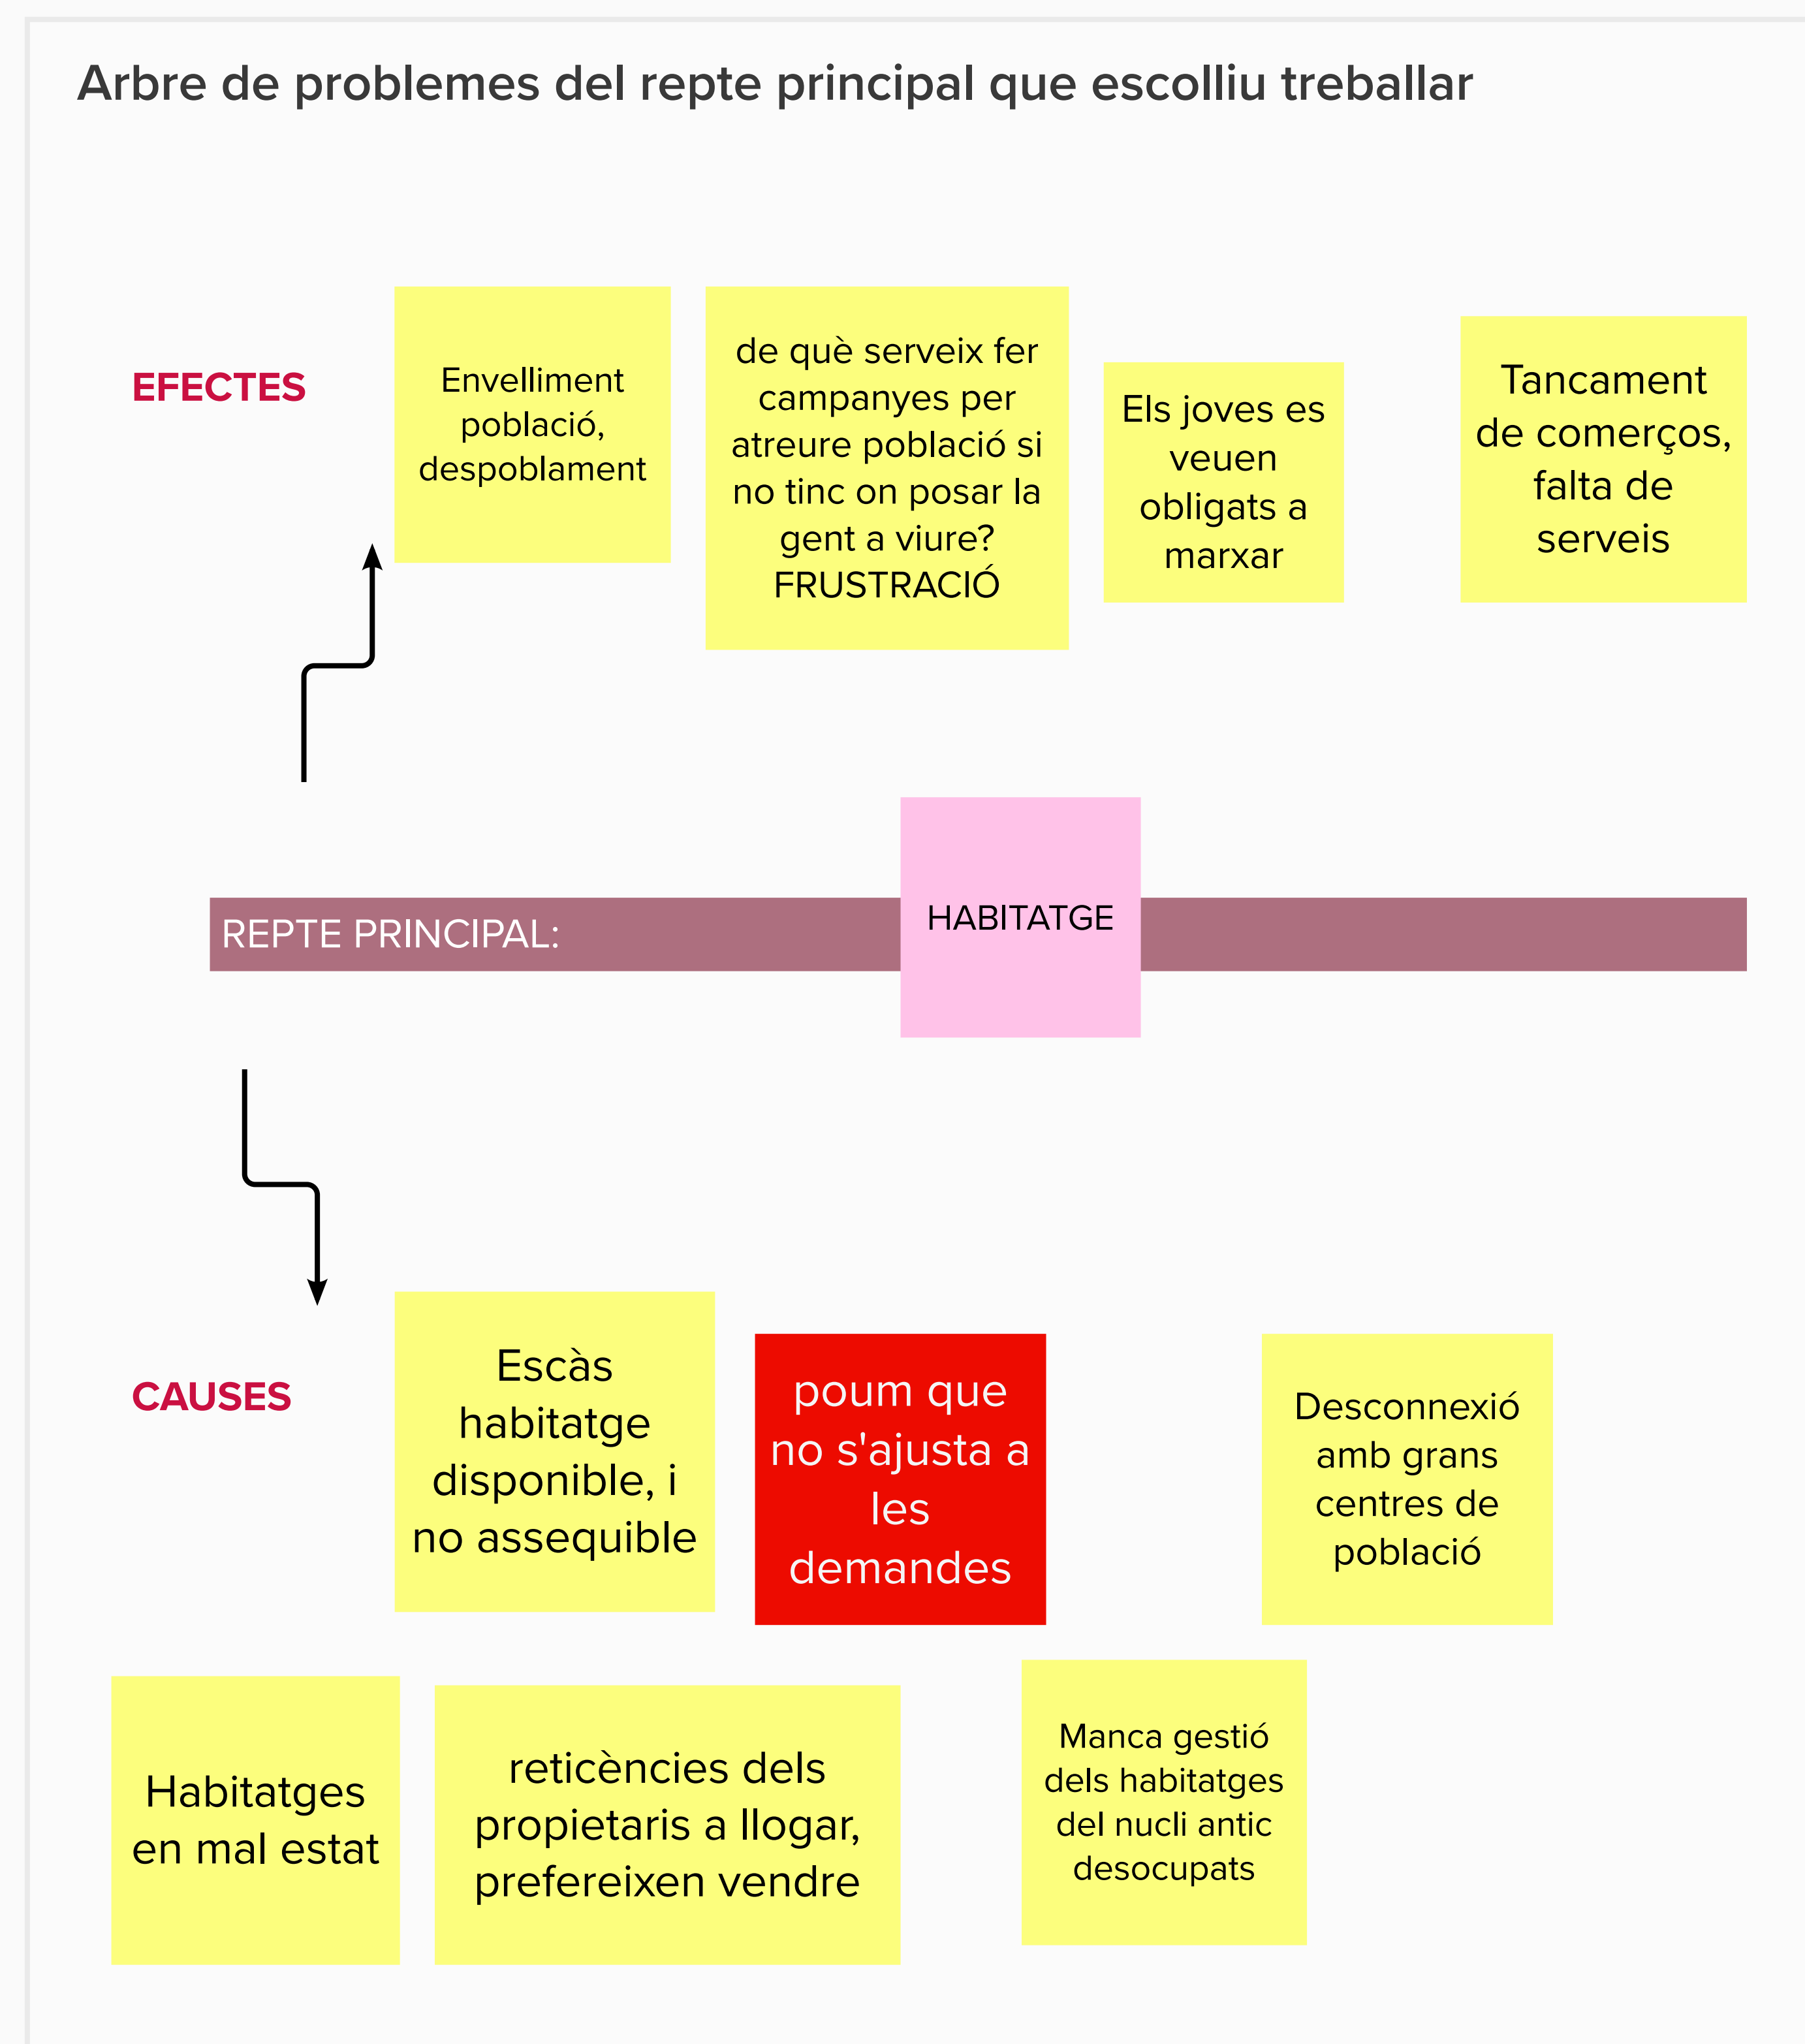 Arbre de problemes del repte principal que escolliu treballar
EFECTES
Envelliment
població,
despoblament
de què serveix fer
campanyes per
atreure població si
no tinc on posar la
gent a viure?
FRUSTRACIÓ
Els joves es
veuen
obligats a
marxar
Tancament
de comerços,
falta de
serveis
REPTE PRINCIPAL:
HABITATGE
CAUSES
Escàs
habitatge
disponible, i
no assequible
poum que
no s'ajusta a
les
demandes
Desconnexió
amb grans
centres de
població
Habitatges
en mal estat
reticències dels
propietaris a llogar,
prefereixen vendre
Manca gestió
dels habitatges
del nucli antic
desocupats